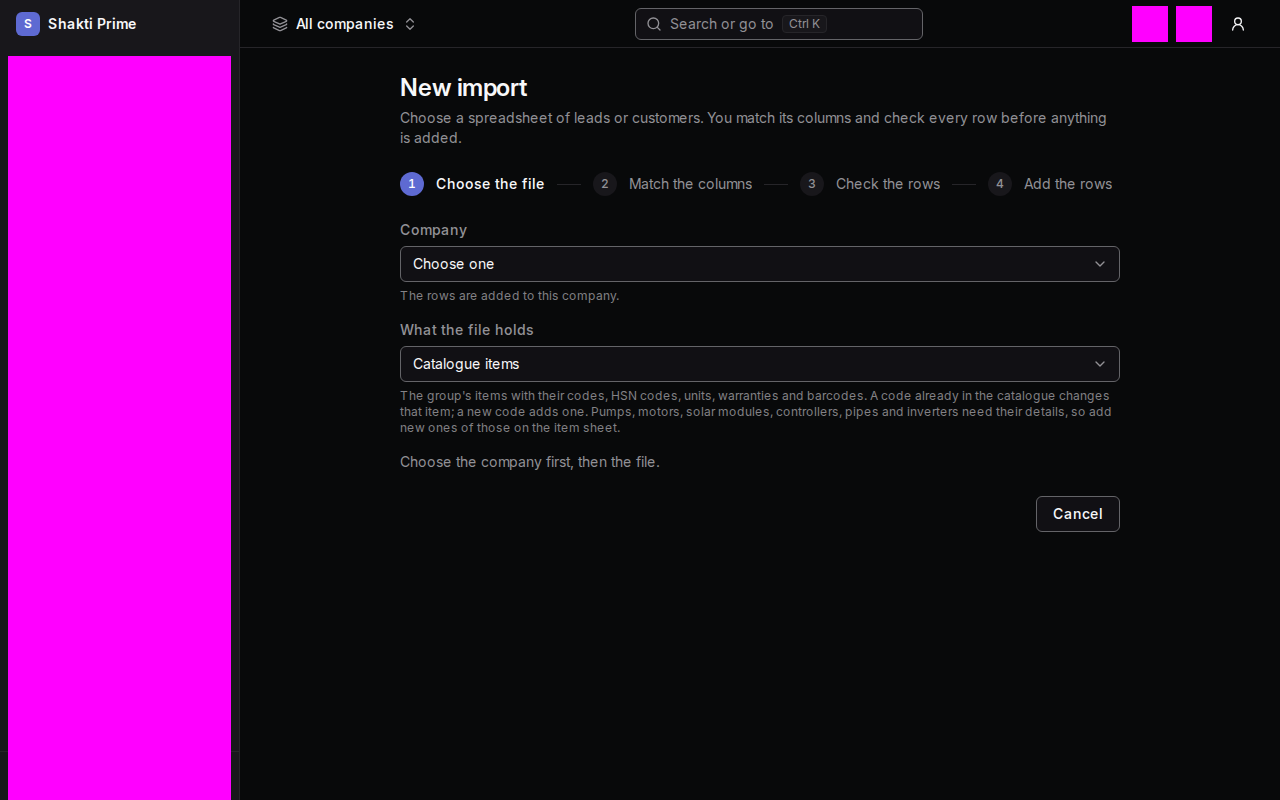 S Shakti Prime
All companies
Search or go to Ctrl K
New import
Choose a spreadsheet of leads or customers. You match its columns and check every row before anything
is added.
1 Choose the file 2 Match the columns 3 Check the rows 4 Add the rows
Company
Choose one
The rows are added to this company.
What the file holds
Catalogue items
The group's items with their codes, HSN codes, units, warranties and barcodes. A code already in the catalogue changes
that item; a new code adds one. Pumps, motors, solar modules, controllers, pipes and inverters need their details, so add
new ones of those on the item sheet.
Choose the company first, then the file.
Cancel